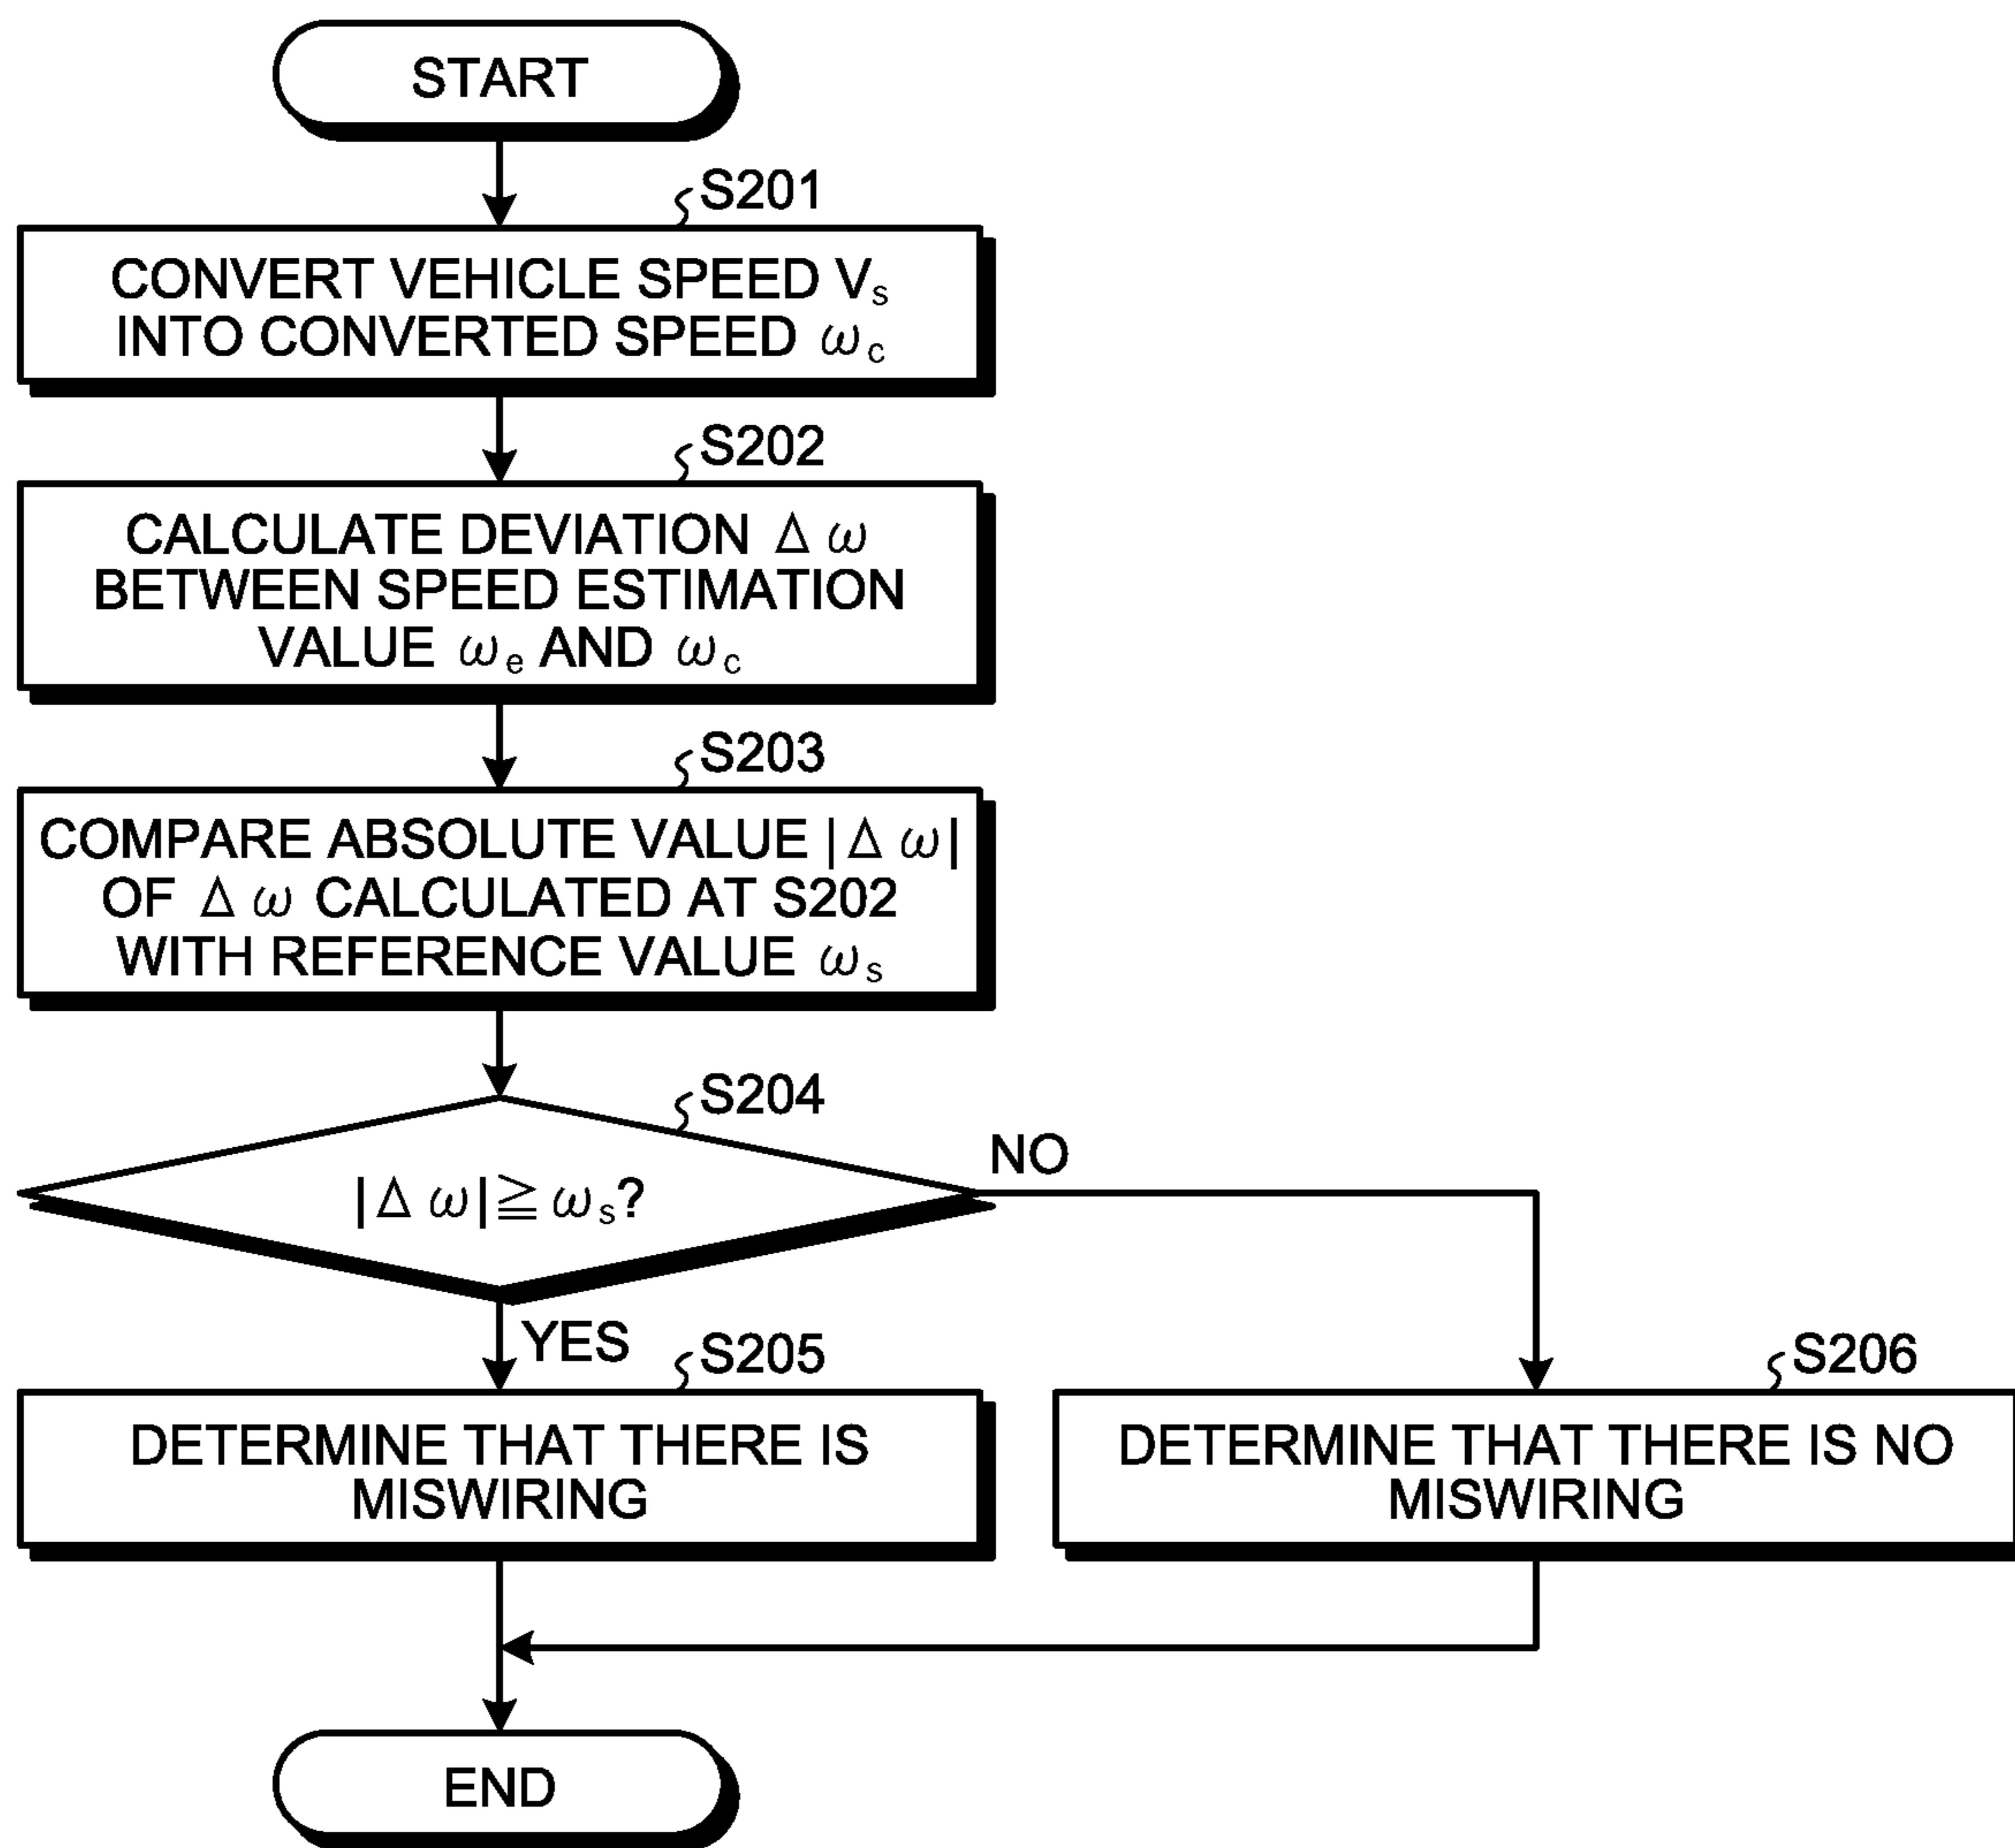 START
S201
CONVERT VEHICLE SPEED Vs
INTO CONVERTED SPEED ωc
S202
CALCULATE DEVIATION Δω
BETWEEN SPEED ESTIMATION
VALUE ωe AND ωc
S203
COMPARE ABSOLUTE VALUE |Δω|
OF Δω CALCULATED AT S202
WITH REFERENCE VALUE ωs
S204
|Δω|≧ωs?
NO
YES
S205
DETERMINE THAT THERE IS
MISWIRING
S206
DETERMINE THAT THERE IS NO
MISWIRING
END